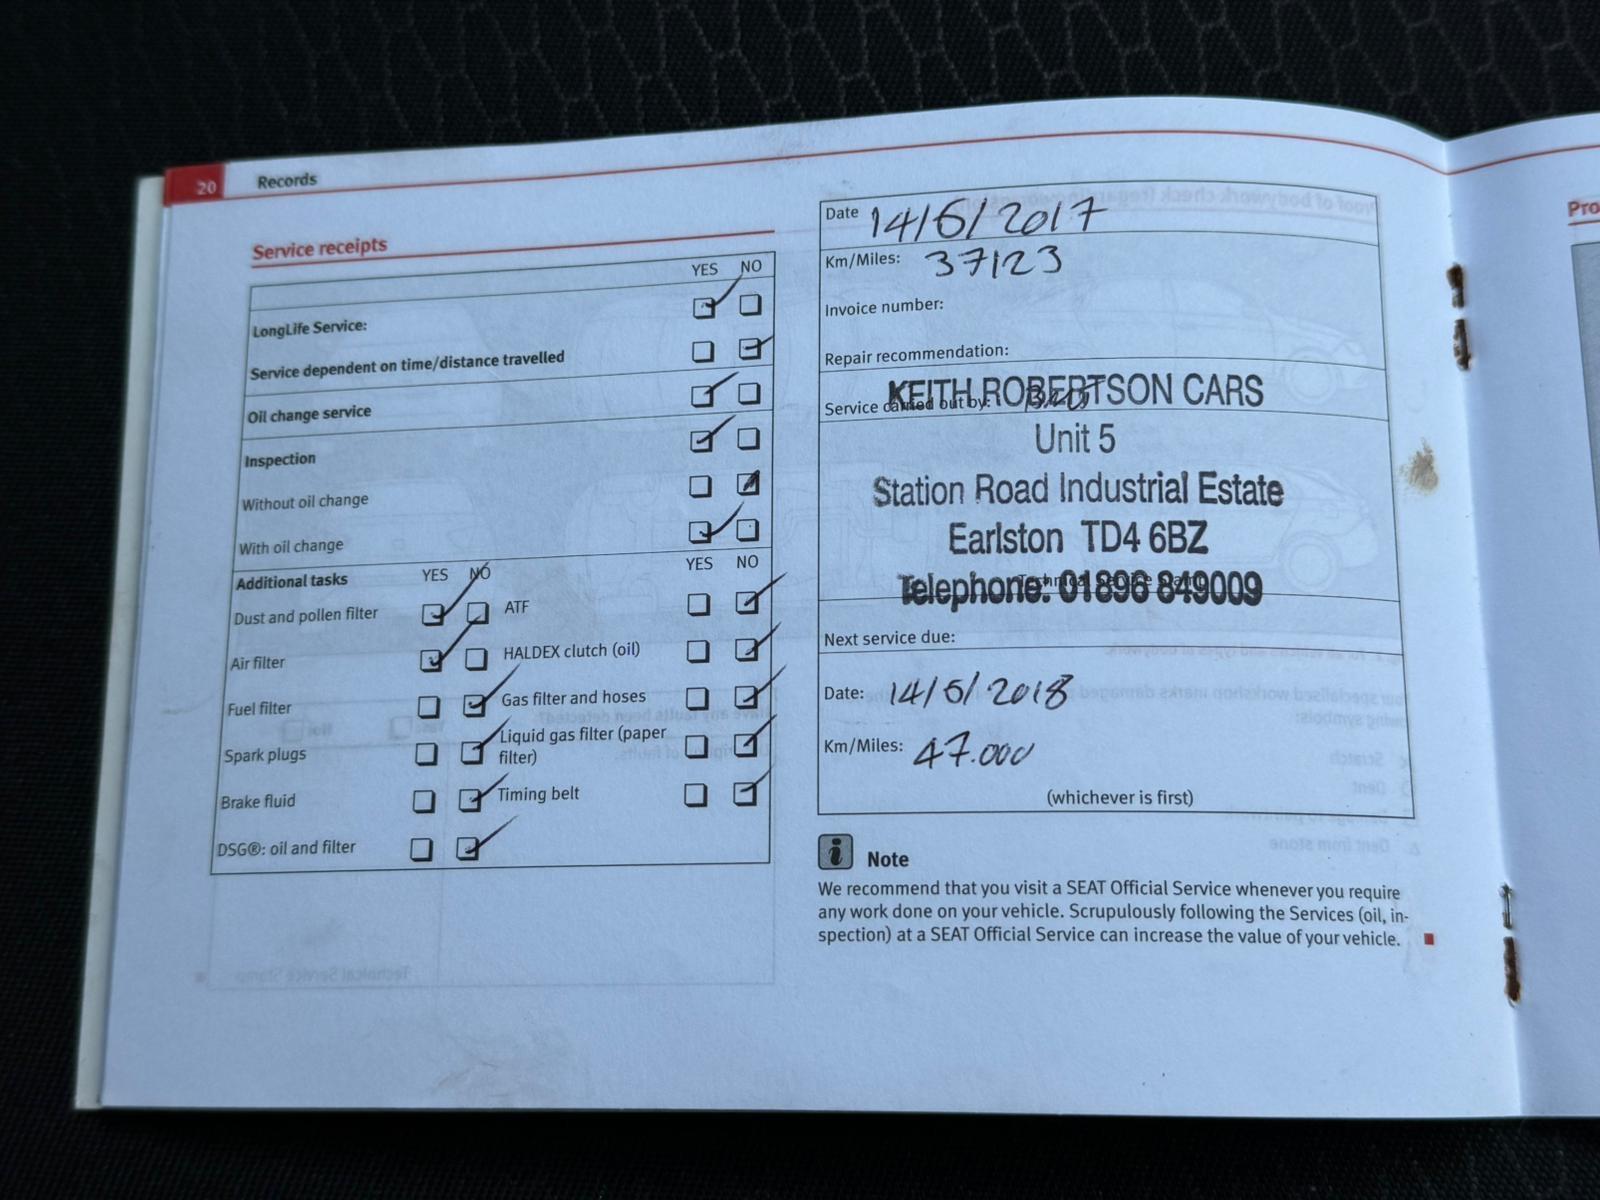 20 Records
Service receipts
YES NO
LongLife Service:
Service dependent on time/distance travelled
Oil change service
Inspection
Without oil change
With oil change
Additional tasks YES NO YES NO
Dust and pollen filter ATF
Air filter HALDEX clutch (oil)
Fuel filter Gas filter and hoses
Spark plugs Liquid gas filter (paper
filter)
Brake fluid Timing belt
DSG®: oil and filter
Date 14/6/2017
Km/Miles: 37123
Invoice number:
Repair recommendation:
KEITH ROBERTSON CARS
Service carried out by:
Unit 5
Station Road Industrial Estate
Earlston TD4 6BZ
Technical Service Stamp
Telephone: 01896 849009
Next service due:
Date: 14/6/2018
Km/Miles: 47.000
(whichever is first)
i Note
We recommend that you visit a SEAT Official Service whenever you require
any work done on your vehicle. Scrupulously following the Services (oil, in-
spection) at a SEAT Official Service can increase the value of your vehicle.
Pro